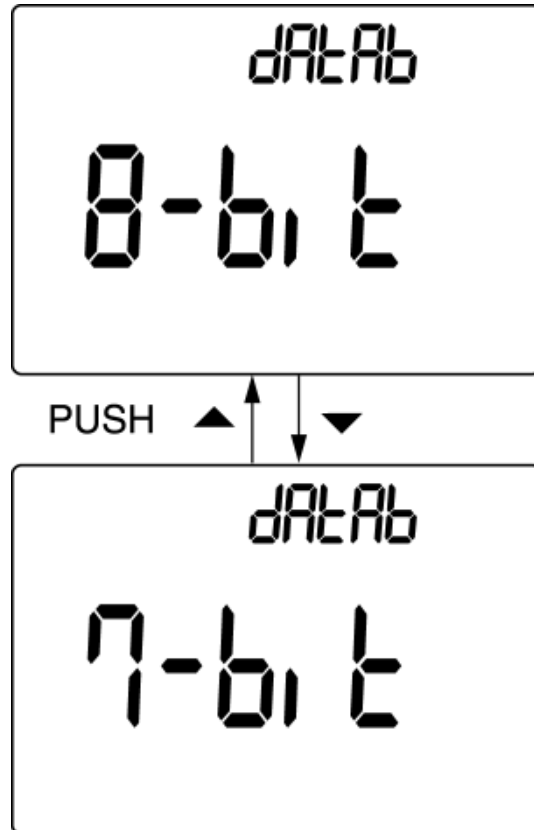 dAtAb
8-bit
PUSH ▲ ▼
dAtAb
7-bit